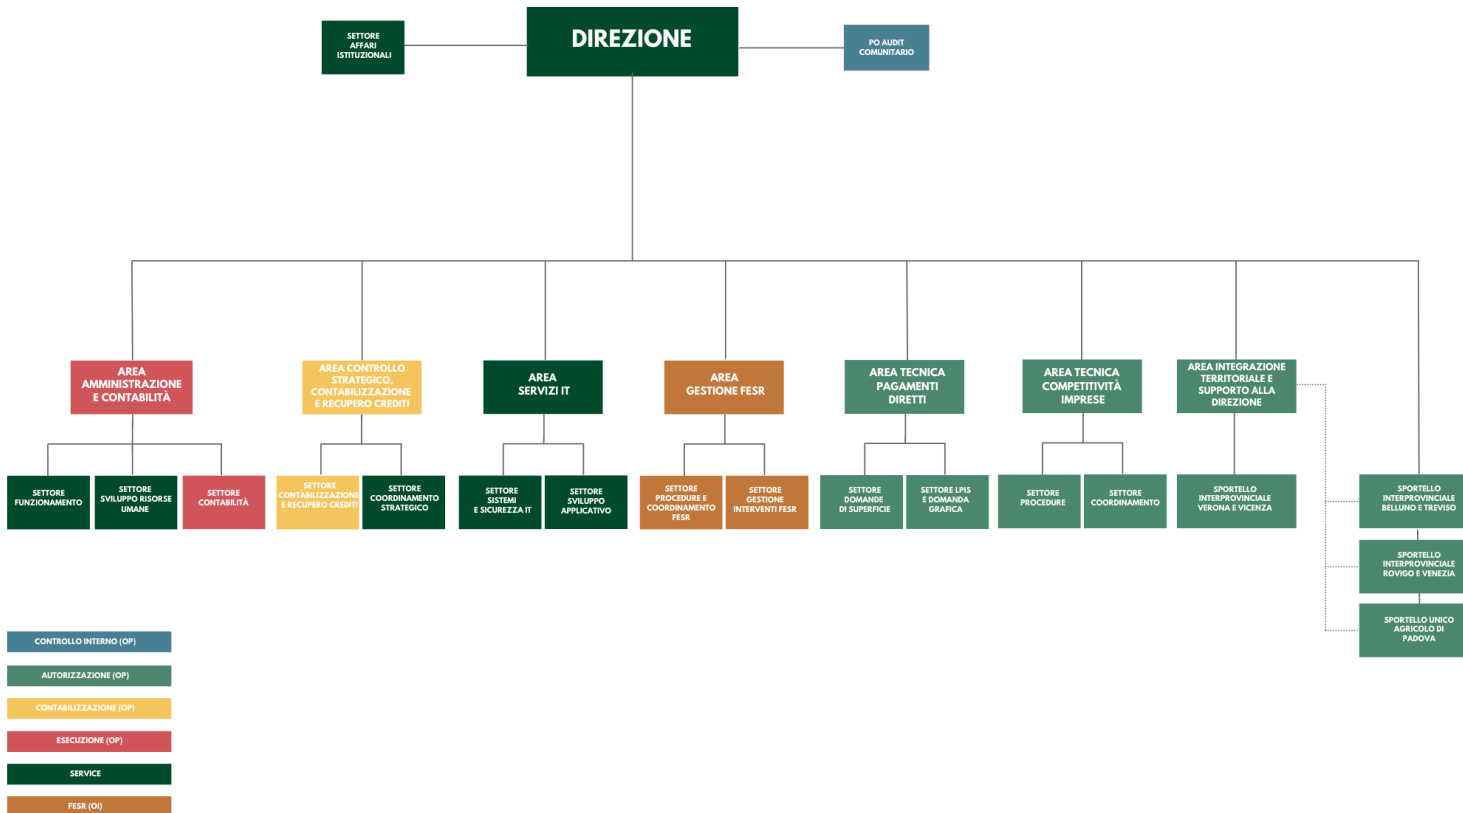 SETTORE
AFFARI
ISTITUZIONALI
DIREZIONE
PO AUDIT
COMUNITARIO
AREA
AMMINISTRAZIONE
E CONTABILITÀ
AREA CONTROLLO
STRATEGICO,
CONTABILIZZAZIONE
E RECUPERO CREDITI
AREA
SERVIZI IT
AREA
GESTIONE FESR
AREA TECNICA
PAGAMENTI
DIRETTI
AREA TECNICA
COMPETITIVITÀ
IMPRESE
AREA INTEGRAZIONE
TERRITORIALE E
SUPPORTO ALLA
DIREZIONE
SETTORE
FUNZIONAMENTO
SETTORE
SVILUPPO RISORSE
UMANE
SETTORE
CONTABILITÀ
SETTORE
CONTABILIZZAZIONE
E RECUPERO CREDITI
SETTORE
COORDINAMENTO
STRATEGICO
SETTORE
SISTEMI
E SICUREZZA IT
SETTORE
SVILUPPO
APPLICATIVO
SETTORE
PROCEDURE E
COORDINAMENTO
FESR
SETTORE
GESTIONE
INTERVENTI FESR
SETTORE
DOMANDE
DI SUPERFICIE
SETTORE LPIS
E DOMANDA
GRAFICA
SETTORE
PROCEDURE
SETTORE
COORDINAMENTO
SPORTELLO
INTERPROVINCIALE
VERONA E VICENZA
SPORTELLO
INTERPROVINCIALE
BELLUNO E TREVISO
SPORTELLO
INTERPROVINCIALE
ROVIGO E VENEZIA
SPORTELLO UNICO
AGRICOLO DI
PADOVA
CONTROLLO INTERNO (OP)
AUTORIZZAZIONE (OP)
CONTABILIZZAZIONE (OP)
ESECUZIONE (OP)
SERVICE
FESR (OI)